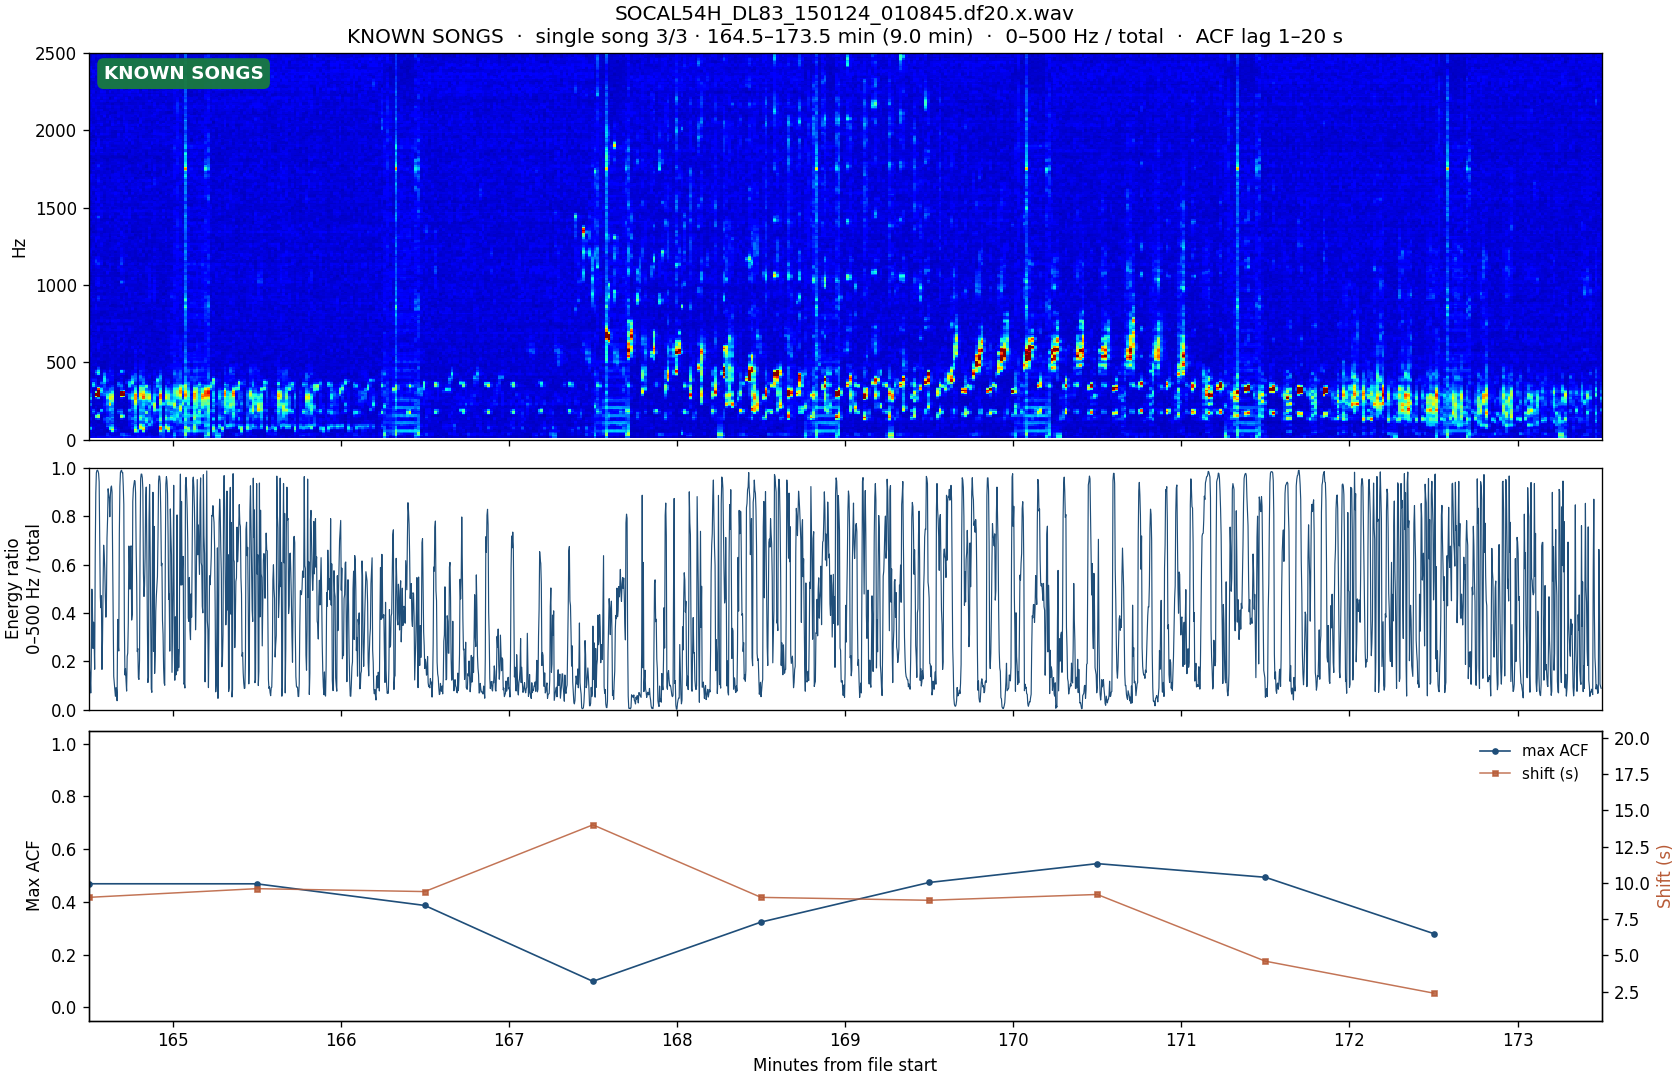 SOCAL54H_DL83_150124_010845.df20.x.wav
KNOWN SONGS · single song 3/3 · 164.5–173.5 min (9.0 min) · 0–500 Hz / total · ACF lag 1–20 s
KNOWN SONGS
2500
2000
1500
1000
500
0
Hz
1.0
0.8
0.6
0.4
0.2
0.0
Energy ratio
0–500 Hz / total
1.0
0.8
0.6
0.4
0.2
0.0
Max ACF
max ACF
shift (s)
20.0
17.5
15.0
12.5
10.0
7.5
5.0
2.5
Shift (s)
165 166 167 168 169 170 171 172 173
Minutes from file start